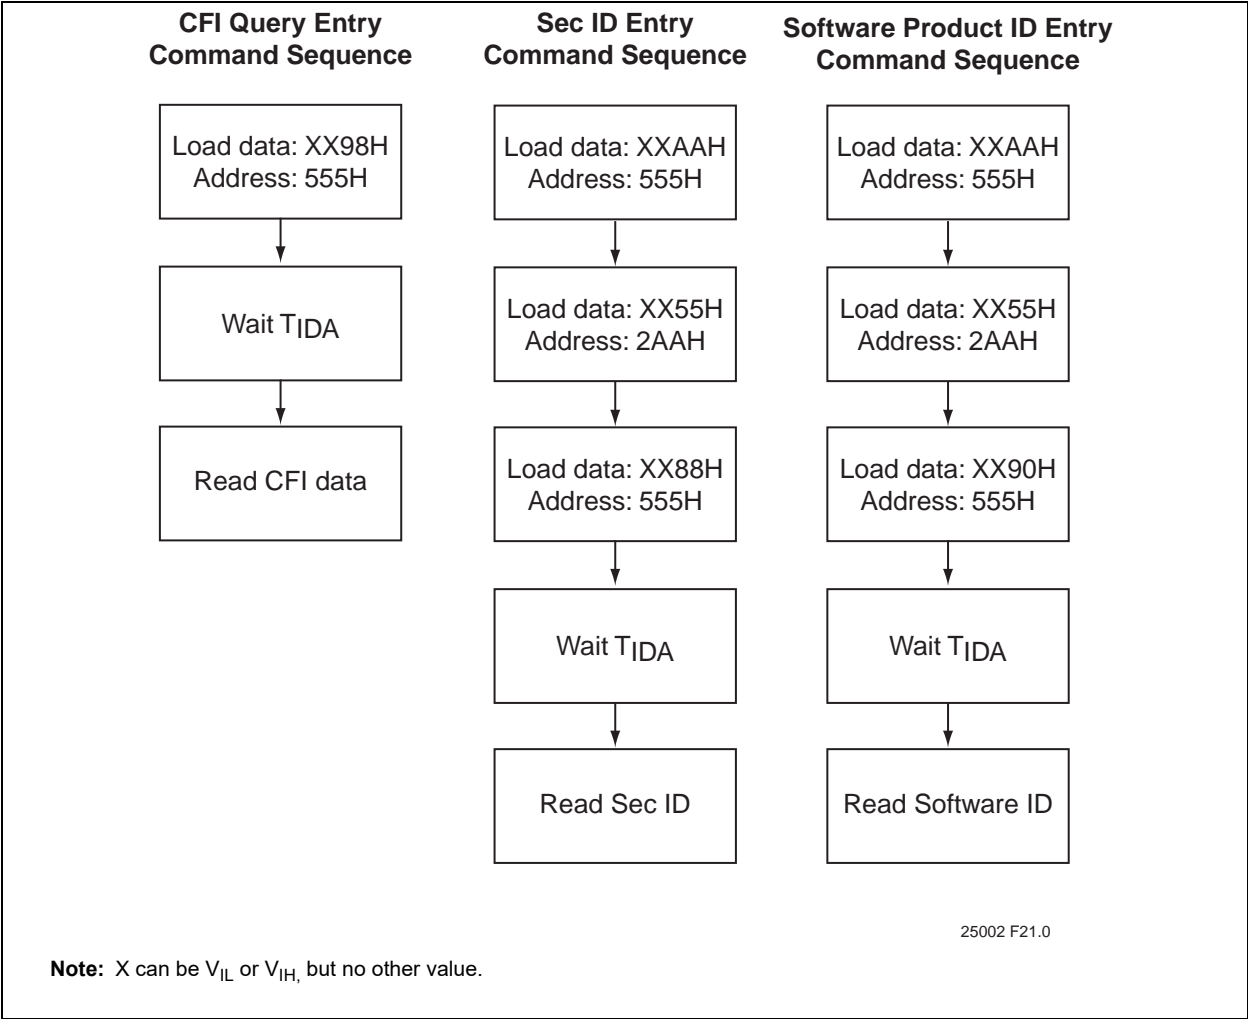 CFI Query Entry
Command Sequence
Load data: XX98H
Address: 555H
Wait TIDA
Read CFI data
Sec ID Entry
Command Sequence
Load data: XXAAH
Address: 555H
Load data: XX55H
Address: 2AAH
Load data: XX88H
Address: 555H
Wait TIDA
Read Sec ID
Software Product ID Entry
Command Sequence
Load data: XXAAH
Address: 555H
Load data: XX55H
Address: 2AAH
Load data: XX90H
Address: 555H
Wait TIDA
Read Software ID
25002 F21.0
Note: X can be VIL or VIH, but no other value.